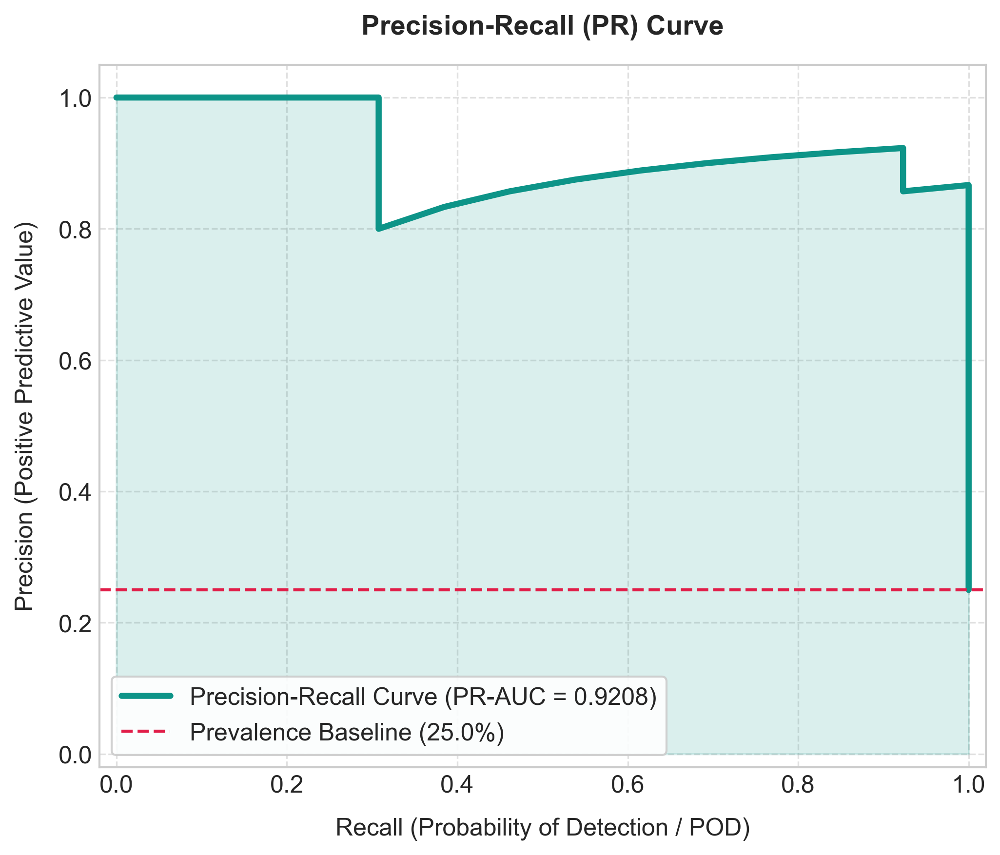 Precision-Recall (PR) Curve
Precision (Positive Predictive Value)
1.0
0.8
0.6
0.4
0.2
0.0
Precision-Recall Curve (PR-AUC = 0.9208)
Prevalence Baseline (25.0%)
0.0 0.2 0.4 0.6 0.8 1.0
Recall (Probability of Detection / POD)